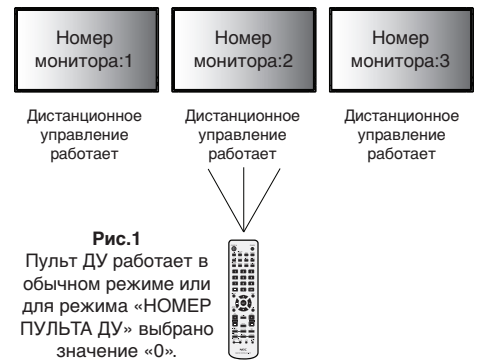 Номер
монитора:1
Номер
монитора:2
Номер
монитора:3
Дистанционное
управление
работает
Дистанционное
управление
работает
Дистанционное
управление
работает
Рис.1
Пульт ДУ работает в
обычном режиме или
для режима «НОМЕР
ПУЛЬТА ДУ» выбрано
значение «0».